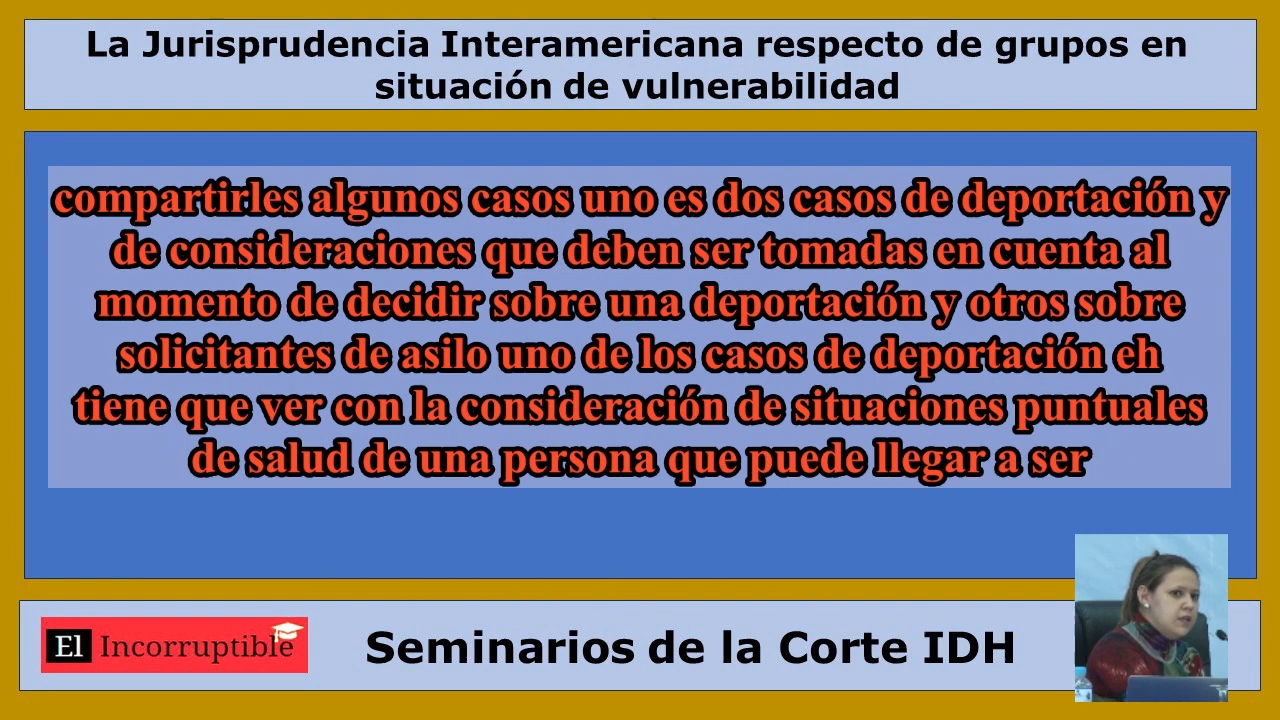 La Jurisprudencia Interamericana respecto de grupos en
situación de vulnerabilidad
compartirles algunos casos uno es dos casos de deportación y
de consideraciones que deben ser tomadas en cuenta al
momento de decidir sobre una deportación y otros sobre
solicitantes de asilo uno de los casos de deportación eh
tiene que ver con la consideración de situaciones puntuales
de salud de una persona que puede llegar a ser
El Incorruptible
Seminarios de la Corte IDH